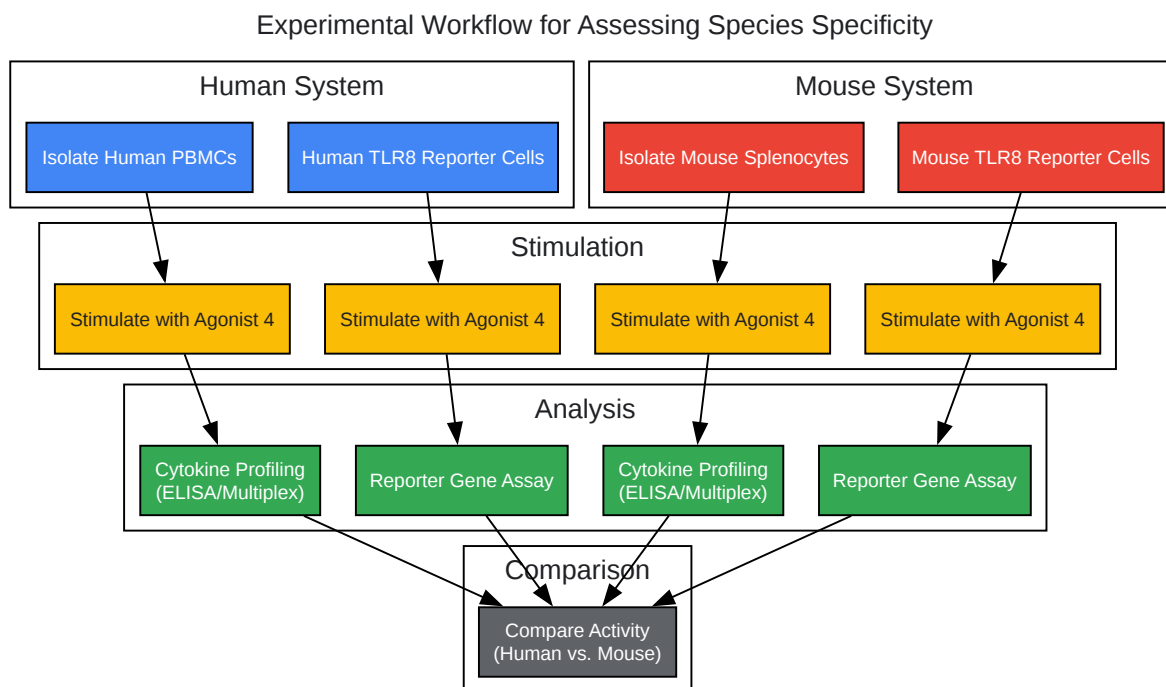 Experimental Workflow for Assessing Species Specificity
Human System
Mouse System
Isolate Human PBMCs
Human TLR8 Reporter Cells
Isolate Mouse Splenocytes
Mouse TLR8 Reporter Cells
Stimulation
Stimulate with Agonist 4
Stimulate with Agonist 4
Stimulate with Agonist 4
Stimulate with Agonist 4
Analysis
Cytokine Profiling
(ELISA/Multiplex)
Reporter Gene Assay
Cytokine Profiling
(ELISA/Multiplex)
Reporter Gene Assay
Comparison
Compare Activity
(Human vs. Mouse)